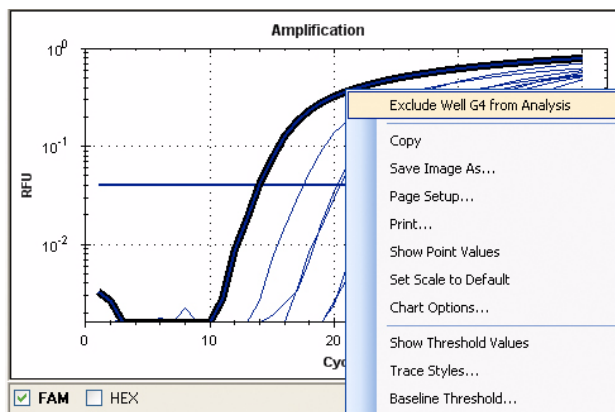 Amplification
10^0
10^-1
10^-2
RFU
0
10
20
Cyc
Exclude Well G4 from Analysis
Copy
Save Image As...
Page Setup...
Print...
Show Point Values
Set Scale to Default
Chart Options...
Show Threshold Values
Trace Styles...
Baseline Threshold...
FAM
HEX